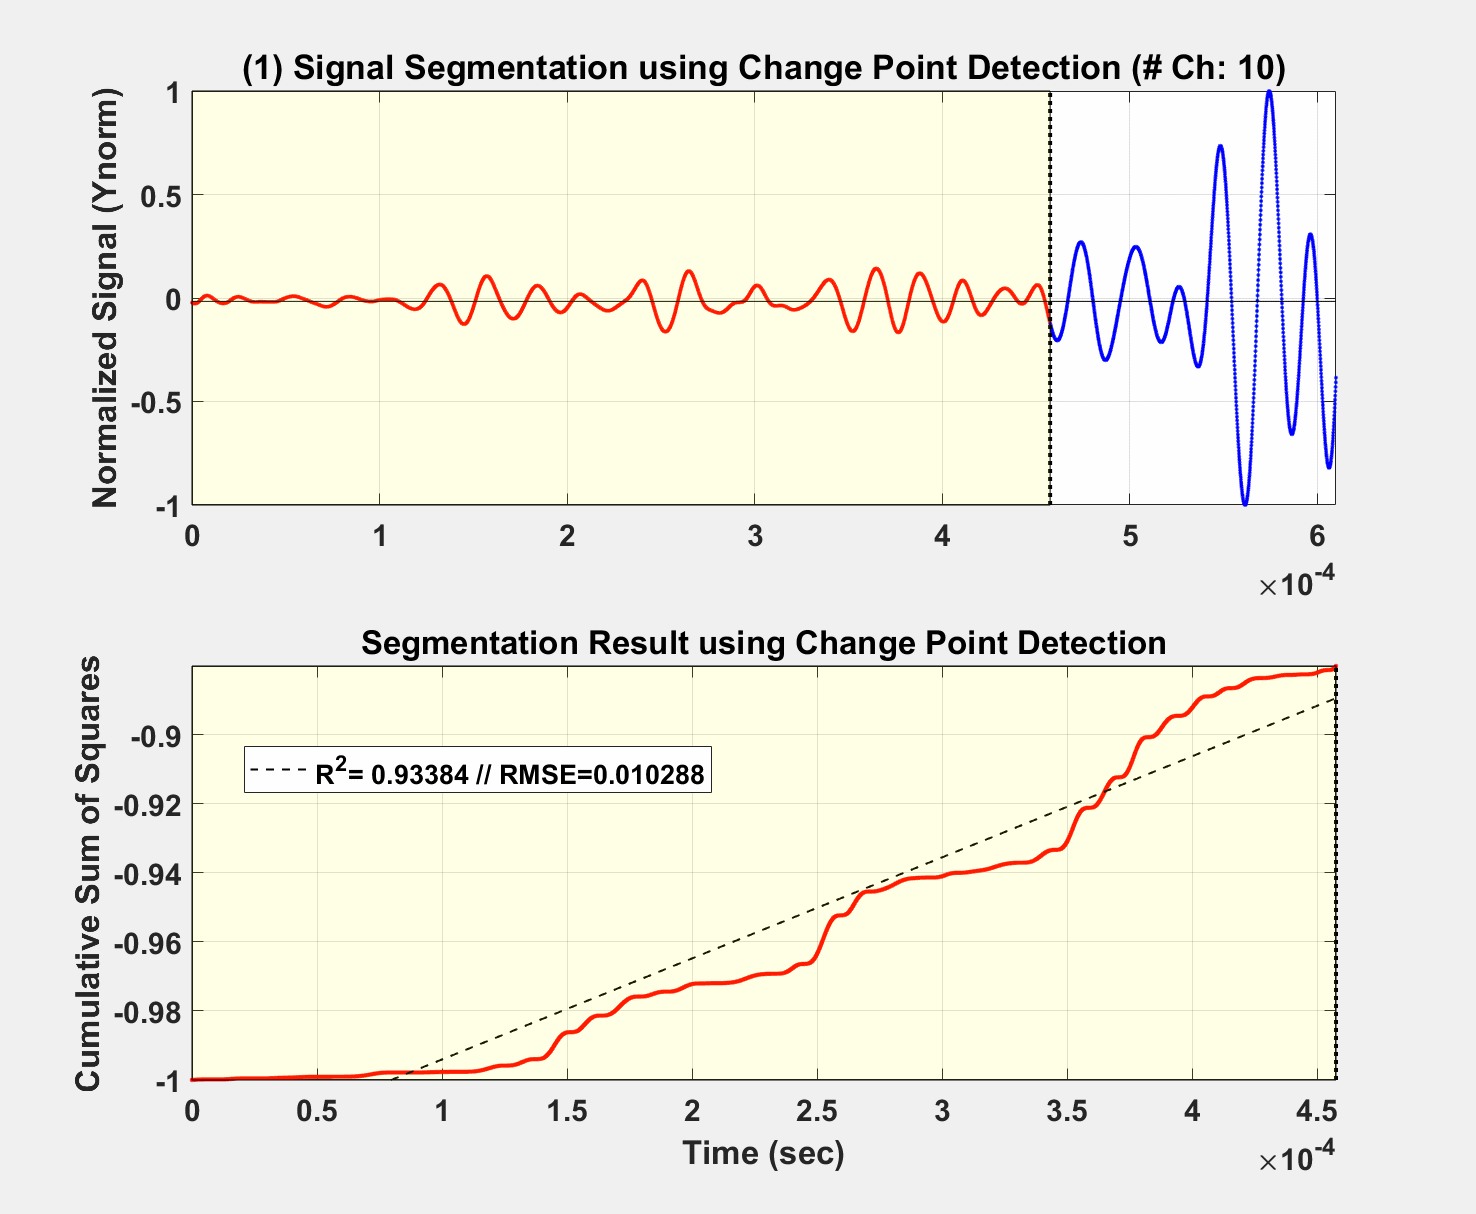 (1) Signal Segmentation using Change Point Detection (# Ch: 10)
Normalized Signal (Ynorm)
1
0.5
0
-0.5
-1
0 1 2 3 4 5 6
×10-4
Segmentation Result using Change Point Detection
Cumulative Sum of Squares
-0.9
-0.92
-0.94
-0.96
-0.98
-1
R2= 0.93384 // RMSE=0.010288
0 0.5 1 1.5 2 2.5 3 3.5 4 4.5
Time (sec)
×10-4